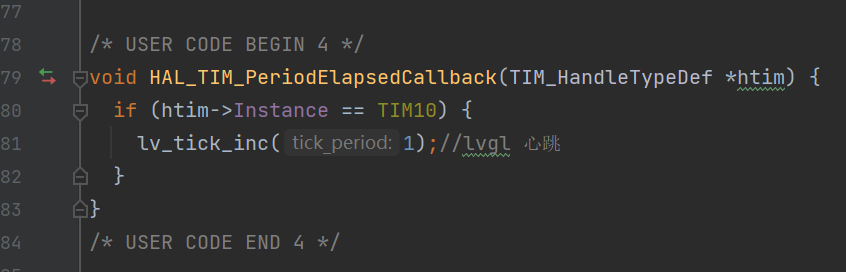 77
78 /* USER CODE BEGIN 4 */
79 void HAL_TIM_PeriodElapsedCallback(TIM_HandleTypeDef *htim) {
80 if (htim->Instance == TIM10) {
81 lv_tick_inc( tick_period: 1);//lvgl 心跳
82 }
83 }
84 /* USER CODE END 4 */